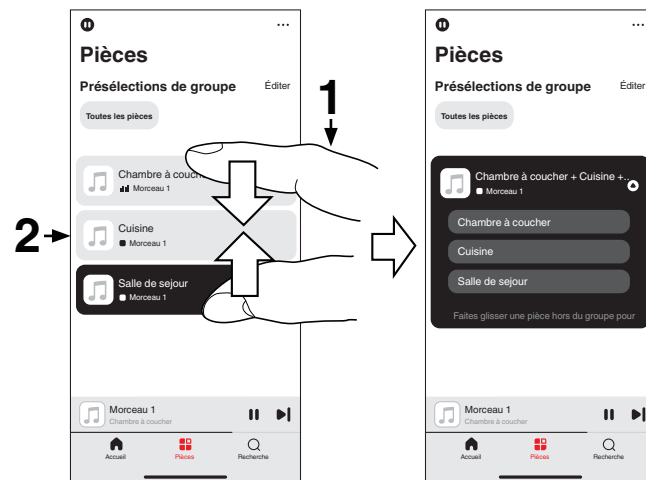 Pièces
Présélections de groupe Éditer
Toutes les pièces
1
Chambre à couch
Morceau 1
2
Cuisine
Morceau 1
Salle de sejour
Morceau 1
Morceau 1
Chambre à coucher
Accueil Pièces Recherche
Pièces
Présélections de groupe Éditer
Toutes les pièces
Chambre à coucher + Cuisine +..
Morceau 1
Chambre à coucher
Cuisine
Salle de sejour
Faites glisser une pièce hors du groupe pour
Morceau 1
Chambre à coucher
Accueil Pièces Recherche